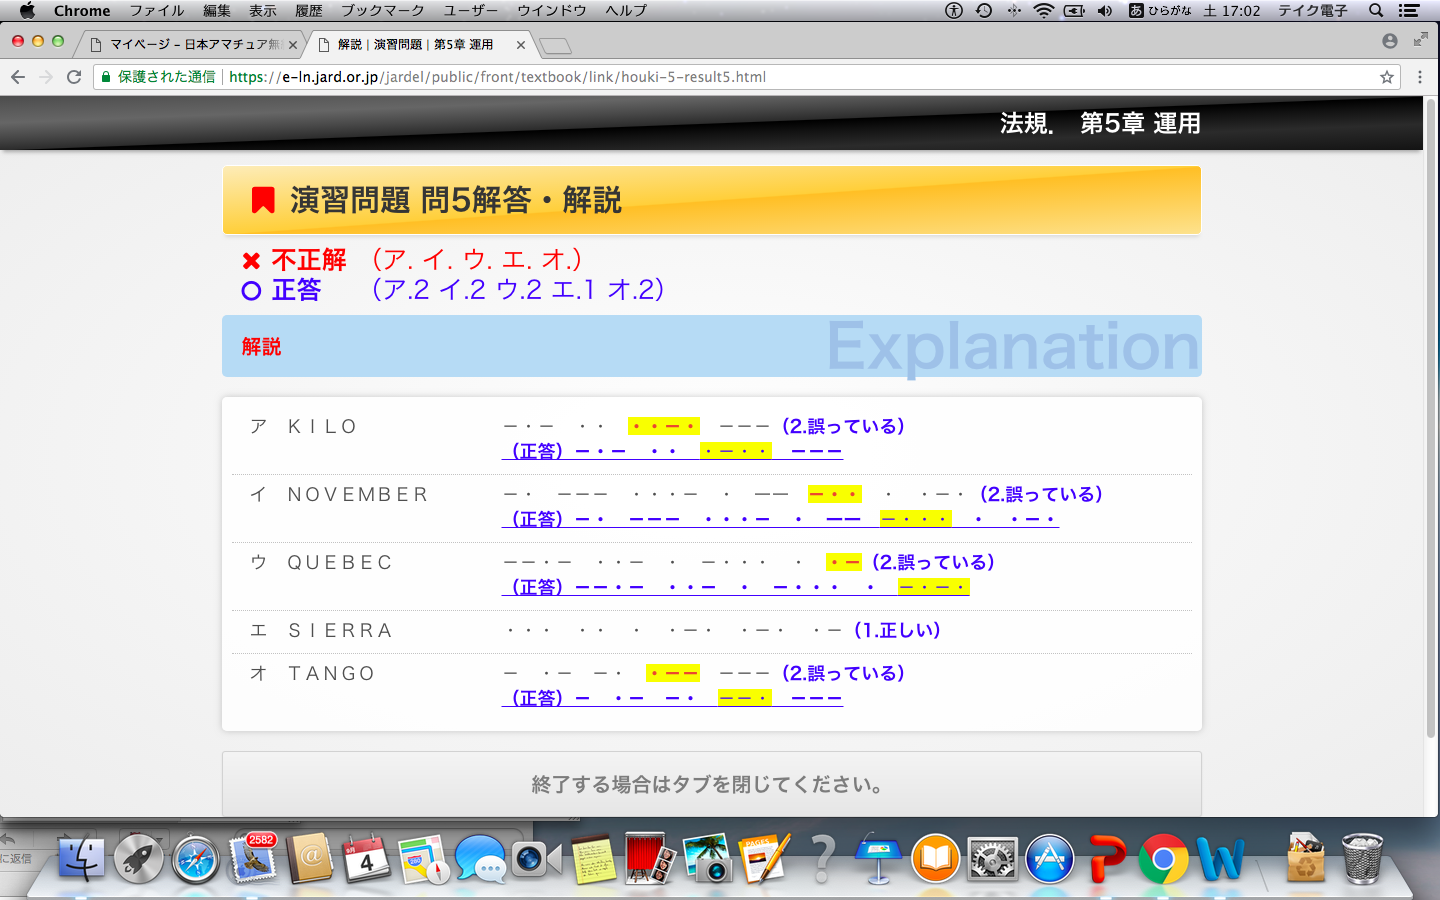 Chrome ファイル 編集 表示 履歴 ブックマーク ユーザー ウインドウ ヘルプ あ ひらがな 土 17:02 テイク電子
マイページ - 日本アマチュア無 解説 | 演習問題 | 第5章 運用
保護された通信 https://e-ln.jard.or.jp/jardel/public/front/textbook/link/houki-5-result5.html
法規. 第5章 運用
演習問題 問5解答・解説
✖ 不正解 （ア. イ. ウ. エ. オ.）
○ 正答 （ア.2 イ.2 ウ.2 エ.1 オ.2）
解説 Explanation
ア ＫＩＬＯ －・－ ・・ ・・－・ －－－ （2.誤っている）
（正答）－・－ ・・ ・－・・ －－－
イ ＮＯＶＥＭＢＥＲ －・ －－－ ・・・－ ・ －－ －・・ ・ ・－・ （2.誤っている）
（正答）－・ －－－ ・・・－ ・ －－ －・・・ ・ ・－・
ウ ＱＵＥＢＥＣ －－・－ ・・－ ・ －・・・ ・ ・－ （2.誤っている）
（正答）－－・－ ・・－ ・ －・・・ ・ －・－・
エ ＳＩＥＲＲＡ ・・・ ・・ ・ ・－・ ・－・ ・－ （1.正しい）
オ ＴＡＮＧＯ － ・－ －・ ・－－ －－－ （2.誤っている）
（正答）－ ・－ －・ －－・ －－－
終了する場合はタブを閉じてください。
に返信
2582
9月
4
280
PAGES
?